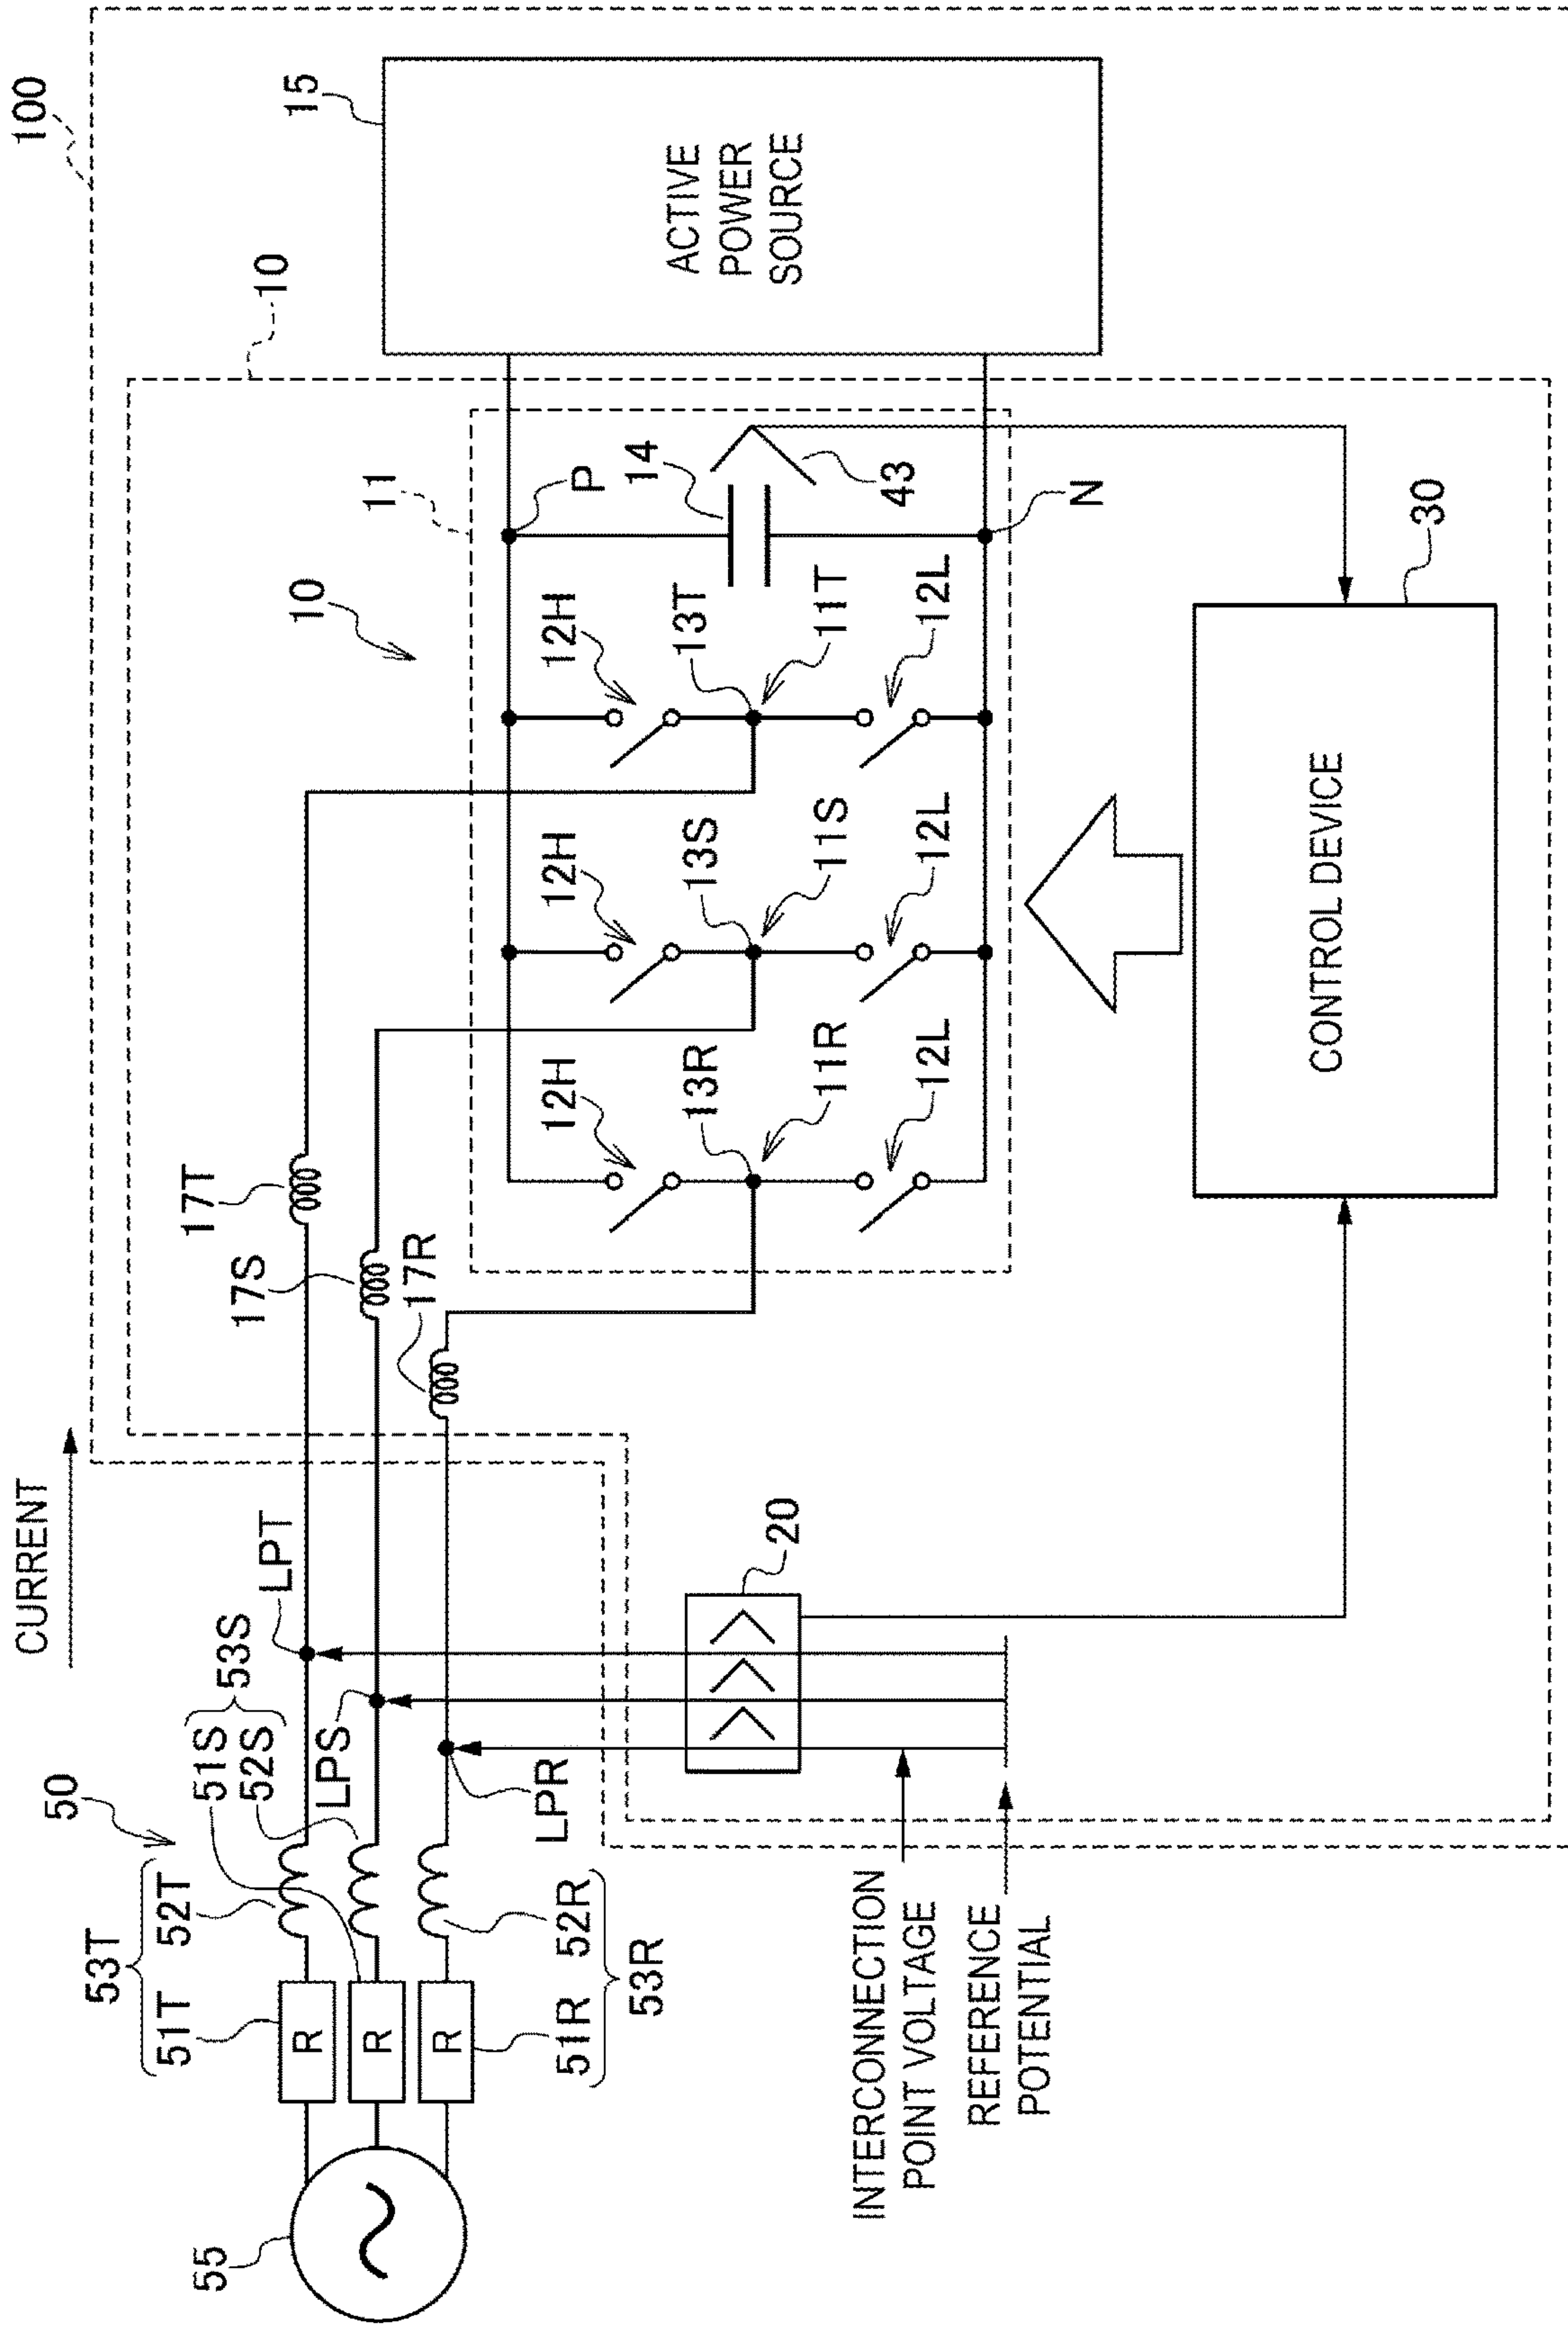 100
10
CURRENT
15
ACTIVE
POWER
SOURCE
50
53T
51T
52T
53S
51S
52S
LPT
LPS
LPR
17T
17S
17R
10
11
P
14
43
N
12H
12H
12H
13R
13S
13T
11R
11S
11T
12L
12L
12L
55
R
R
R
51R
52R
53R
20
30
CONTROL DEVICE
INTERCONNECTION
POINT VOLTAGE
REFERENCE
POTENTIAL